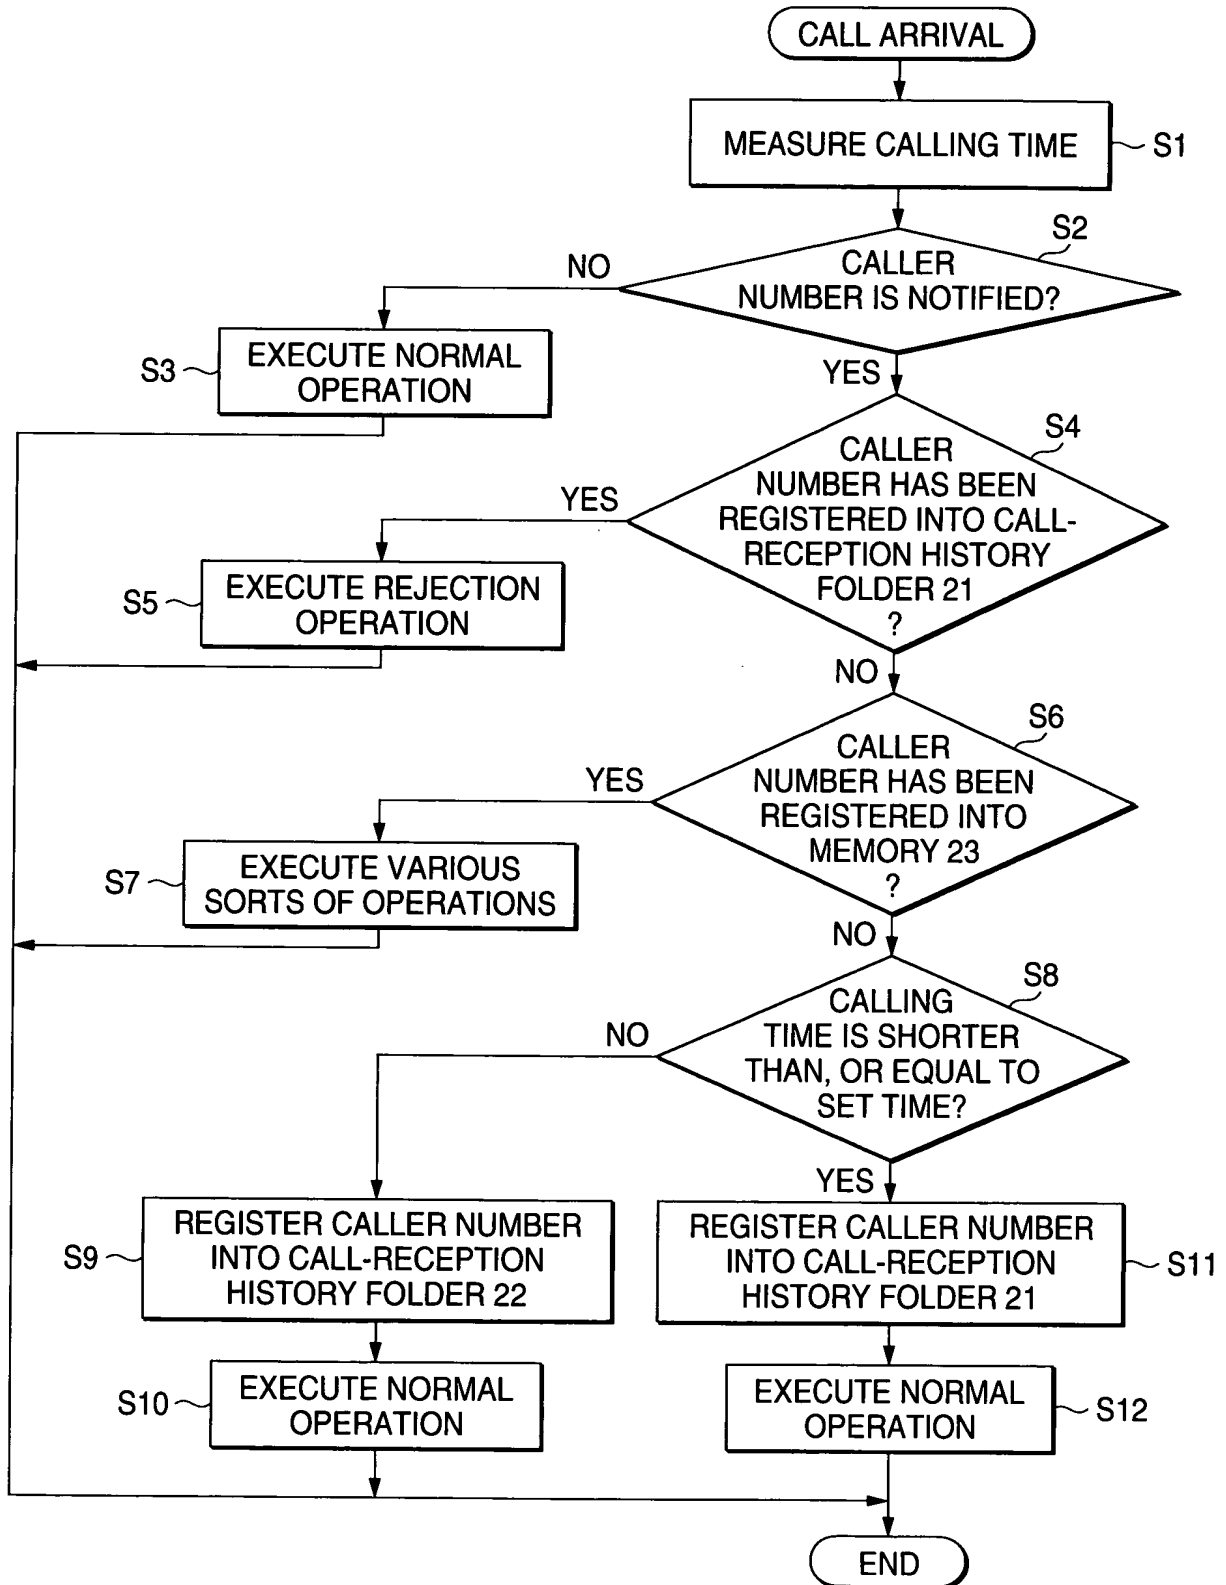 CALL ARRIVAL
MEASURE CALLING TIME
S1
S2
CALLER
NUMBER IS NOTIFIED?
NO
YES
S3
EXECUTE NORMAL
OPERATION
S4
CALLER
NUMBER HAS BEEN
REGISTERED INTO CALL-
RECEPTION HISTORY
FOLDER 21
?
YES
NO
S5
EXECUTE REJECTION
OPERATION
S6
CALLER
NUMBER HAS BEEN
REGISTERED INTO
MEMORY 23
?
YES
NO
S7
EXECUTE VARIOUS
SORTS OF OPERATIONS
S8
CALLING
TIME IS SHORTER
THAN, OR EQUAL TO
SET TIME?
NO
YES
S9
REGISTER CALLER NUMBER
INTO CALL-RECEPTION
HISTORY FOLDER 22
REGISTER CALLER NUMBER
INTO CALL-RECEPTION
HISTORY FOLDER 21
S11
S10
EXECUTE NORMAL
OPERATION
EXECUTE NORMAL
OPERATION
S12
END